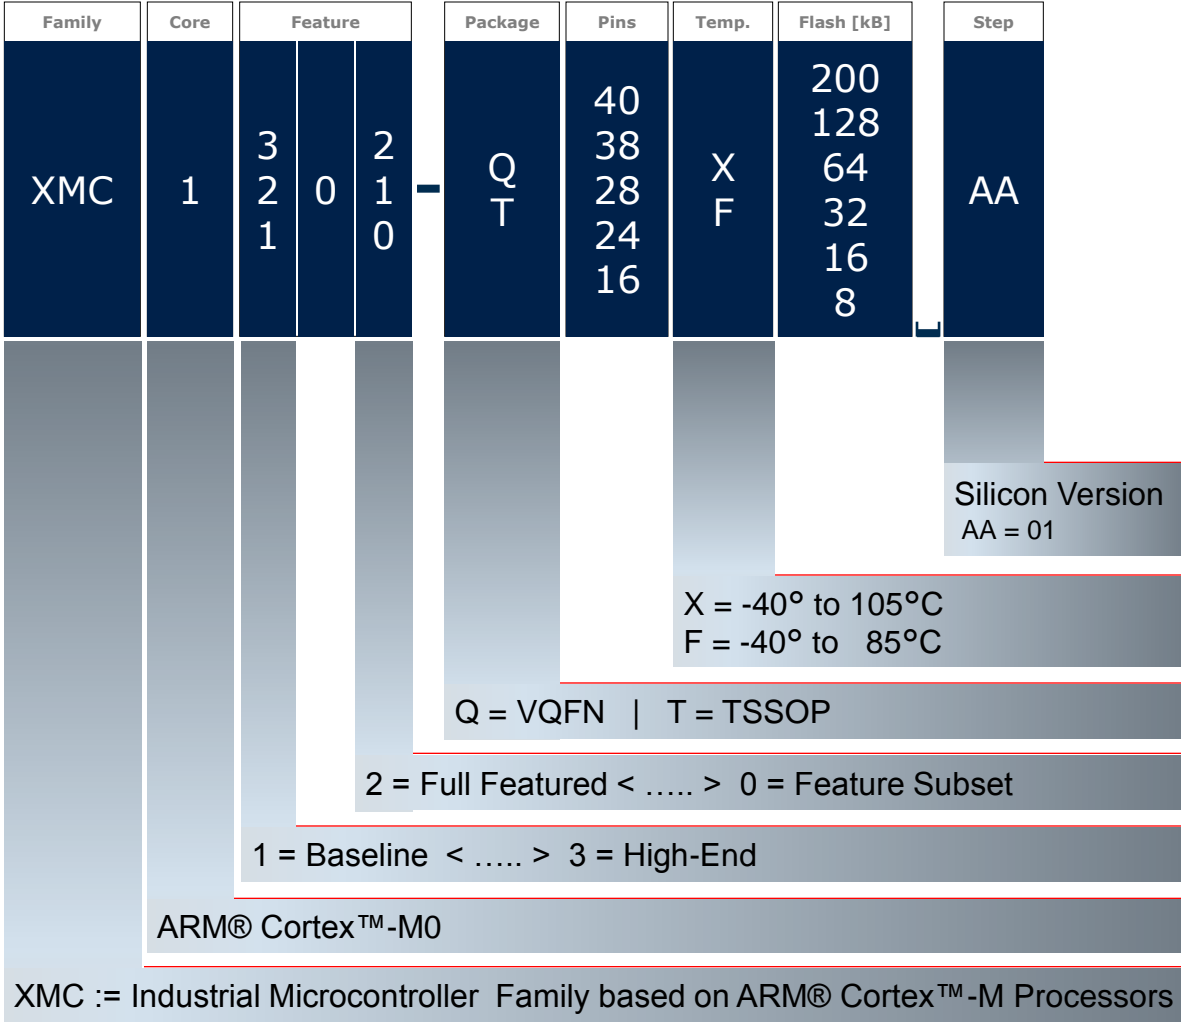 Family Core Feature Package Pins Temp. Flash [kB] Step
XMC 1
3
2
1
0
2
1
0
-
Q
T
40
38
28
24
16
X
F
200
128
64
32
16
8
AA
Silicon Version
AA = 01
X = -40° to 105°C
F = -40° to 85°C
Q = VQFN | T = TSSOP
2 = Full Featured < ..... > 0 = Feature Subset
1 = Baseline < ..... > 3 = High-End
ARM® Cortex™-M0
XMC := Industrial Microcontroller Family based on ARM® Cortex™-M Processors